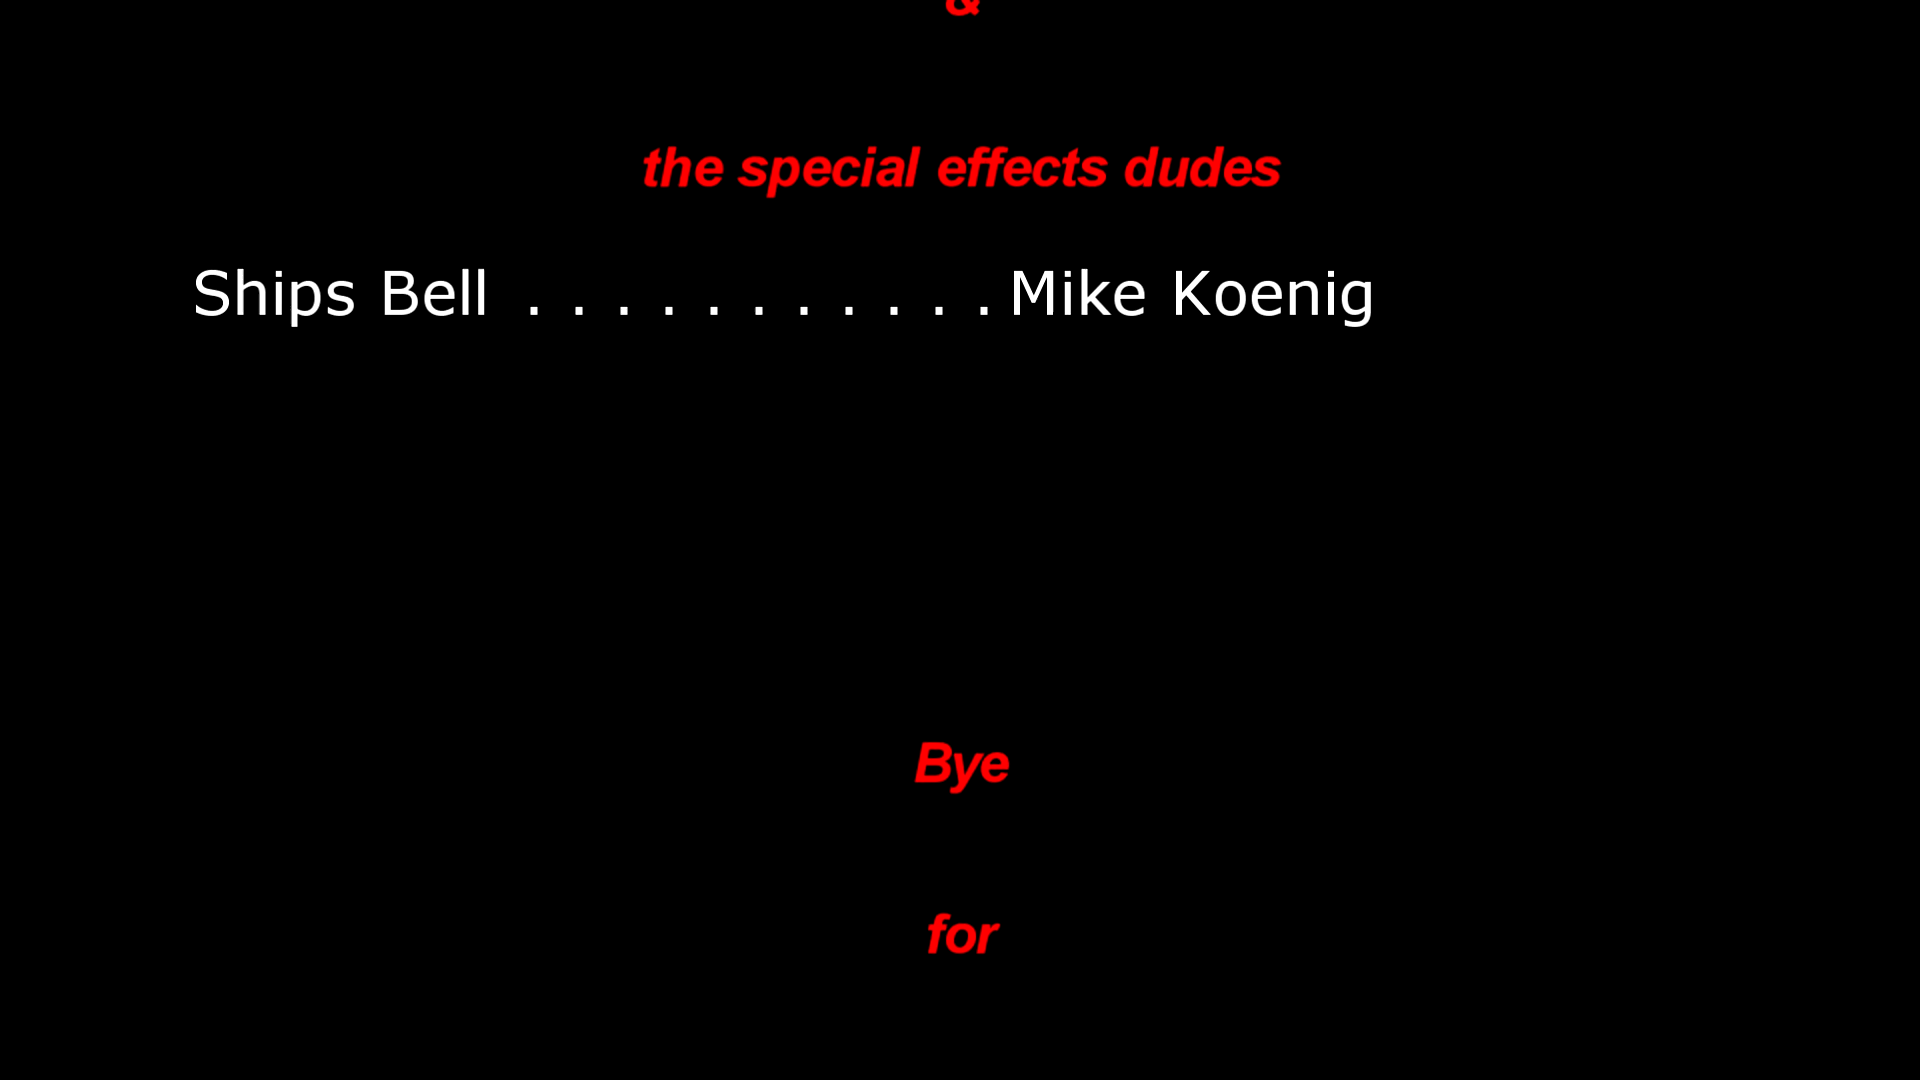 &
the special effects dudes
Ships Bell . . . . . . . . . . . Mike Koenig
Bye
for